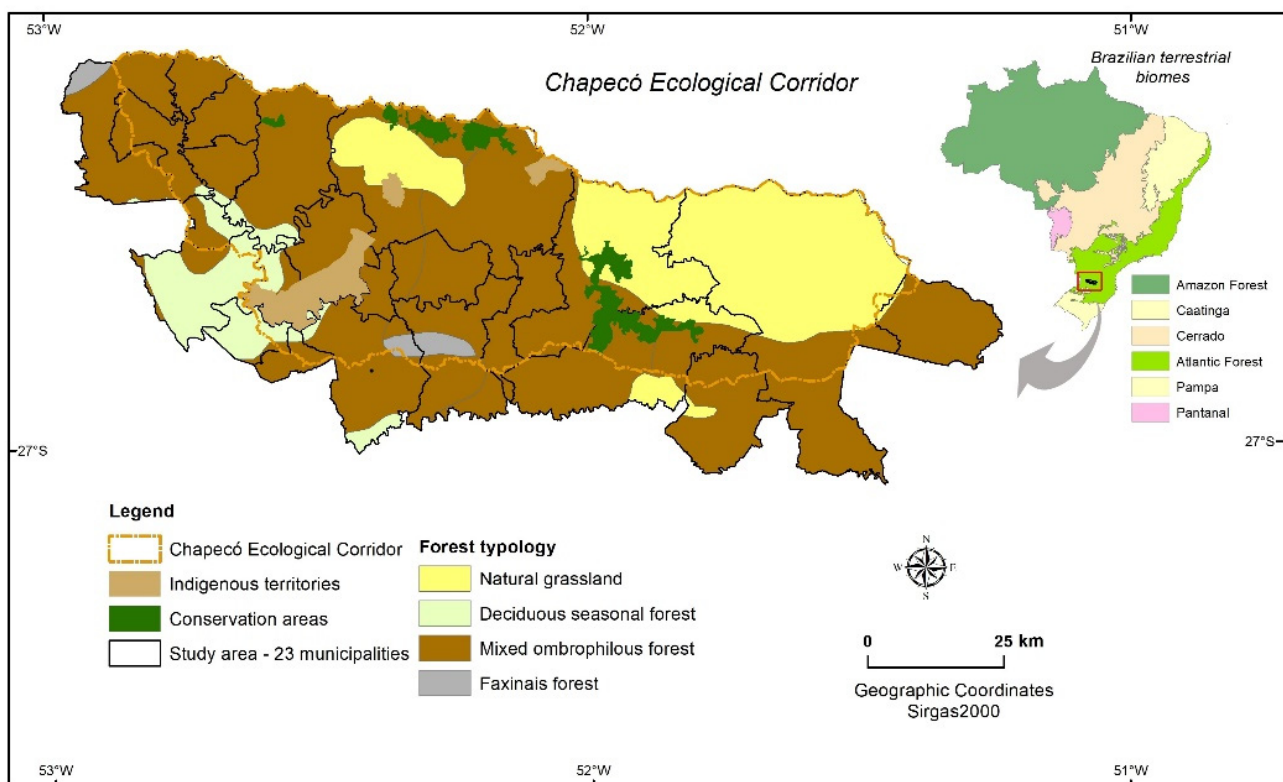 53°W
52°W
51°W
Chapecó Ecological Corridor
Brazilian terrestrial
biomes
Amazon Forest
Caatinga
Cerrado
Atlantic Forest
Pampa
Pantanal
27°S
27°S
Legend
Chapecó Ecological Corridor
Indigenous territories
Conservation areas
Study area - 23 municipalities
Forest typology
Natural grassland
Deciduous seasonal forest
Mixed ombrophilous forest
Faxinais forest
N
W
E
S
0
25 km
Geographic Coordinates
Sirgas2000
53°W
52°W
51°W